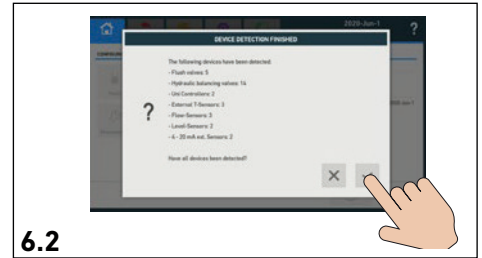 2020-Jun-1
?
DEVICE DETECTION FINISHED
The following devices have been detected:
- Flush valves: 5
- Hydraulic balancing valves: 14
- Uni Controllers: 2
- External T-Sensors: 3
- Flow-Sensors: 3
- Level-Sensors: 2
- 4 - 20 mA ext. Sensors: 2
?
Have all devices been detected?
6.2